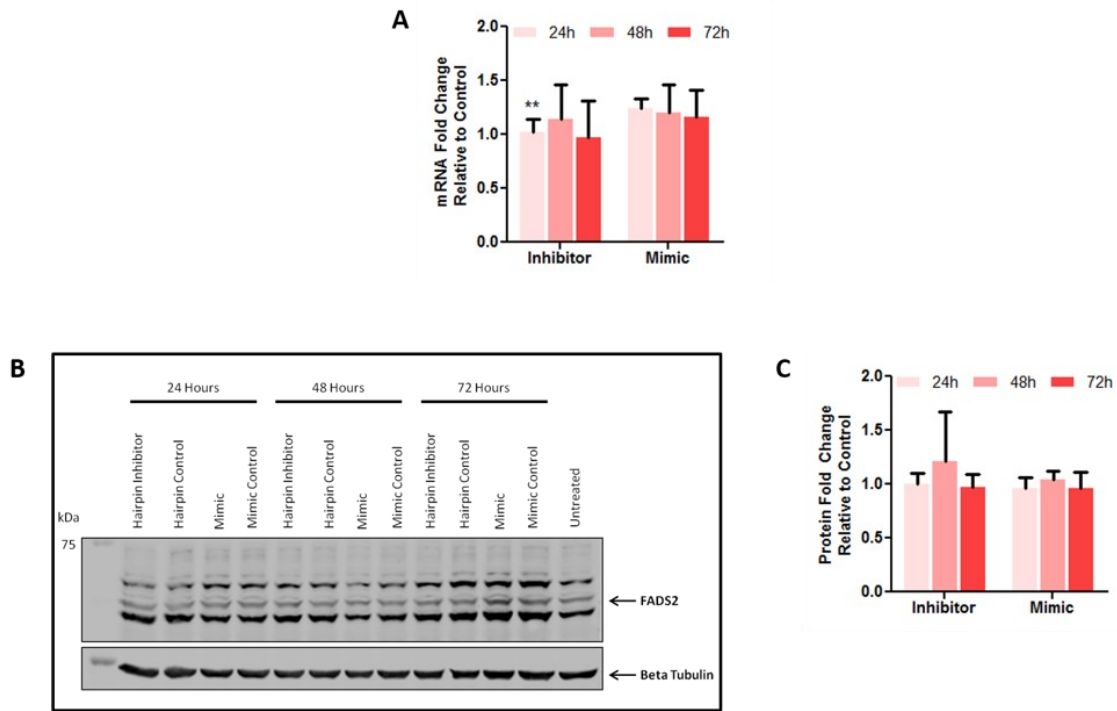 A
2.0
24h 48h 72h
1.5
**
1.0
0.5
0.0
mRNA Fold Change
Relative to Control
Inhibitor Mimic
B
24 Hours 48 Hours 72 Hours
Hairpin Inhibitor
Hairpin Control
Mimic
Mimic Control
Hairpin Inhibitor
Hairpin Control
Mimic
Mimic Control
Hairpin Inhibitor
Hairpin Control
Mimic
Mimic Control
Untreated
kDa
75
FADS2
Beta Tubulin
C
2.0
24h 48h 72h
1.5
1.0
0.5
0.0
Protein Fold Change
Relative to Control
Inhibitor Mimic